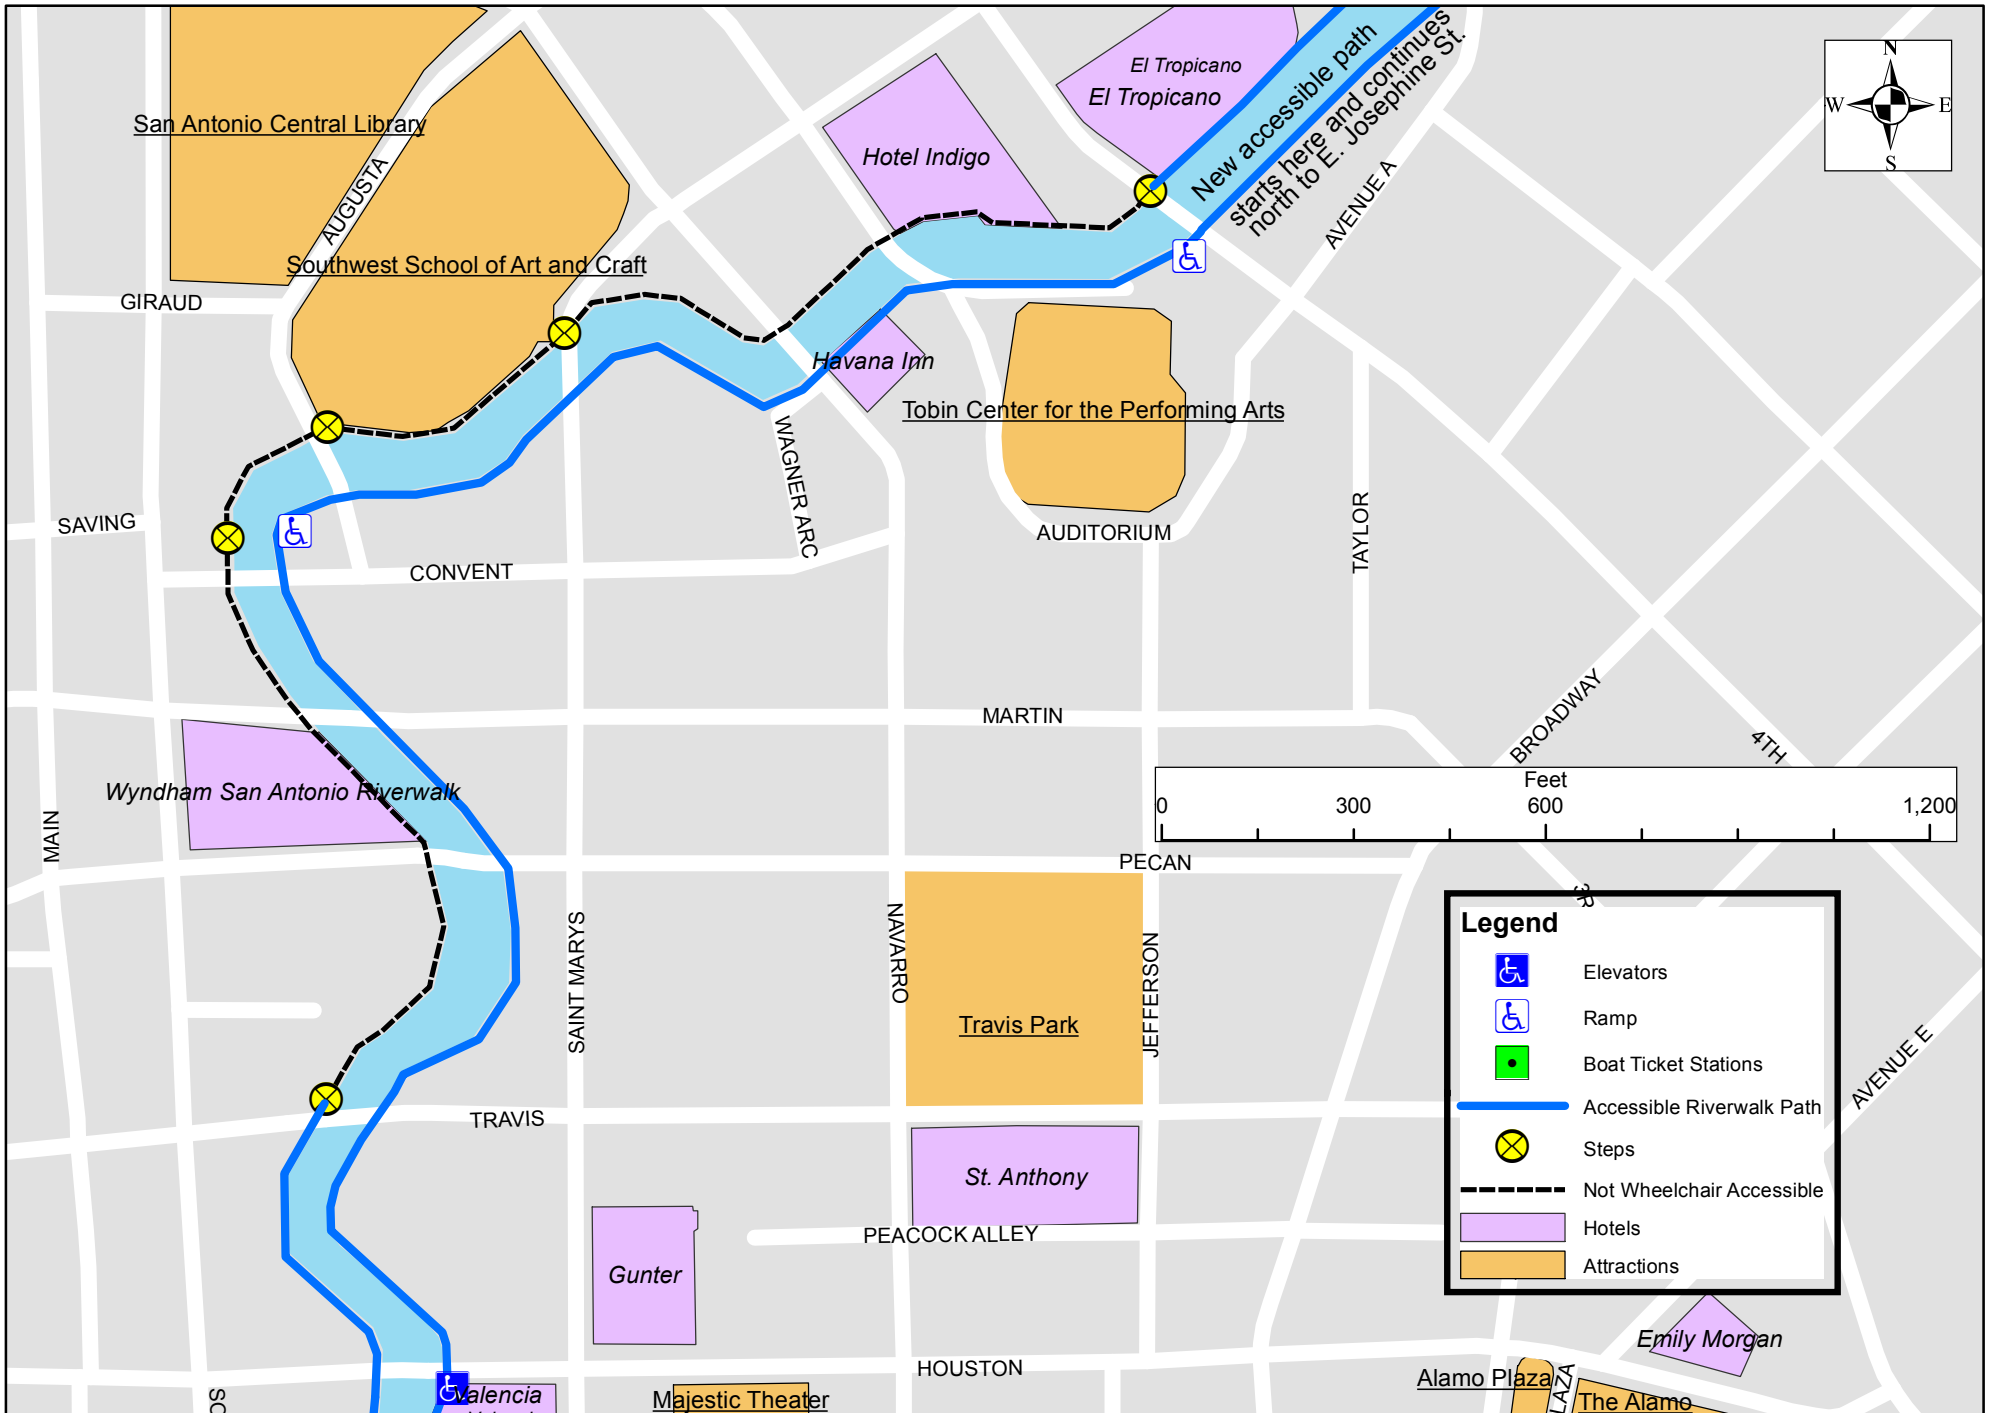 El Tropicano
El Tropicano
New accessible path
starts here and continues
north to E. Josephine St.
N
W
E
S
San Antonio Central Library
Hotel Indigo
AUGUSTA
AVENUE A
Southwest School of Art and Craft
GIRAUD
Havana Inn
Tobin Center for the Performing Arts
WAGNER ARC
SAVING
AUDITORIUM
TAYLOR
CONVENT
MARTIN
BROADWAY
4TH
Wyndham San Antonio Riverwalk
Feet
0
300
600
1,200
MAIN
PECAN
3R
SAINT MARYS
NAVARRO
JEFFERSON
Travis Park
Legend
Elevators
Ramp
Boat Ticket Stations
Accessible Riverwalk Path
Steps
Not Wheelchair Accessible
Hotels
Attractions
AVENUE E
TRAVIS
St. Anthony
PEACOCK ALLEY
Gunter
Emily Morgan
HOUSTON
Alamo Plaza
LAZA
The Alamo
Valencia
Majestic Theater